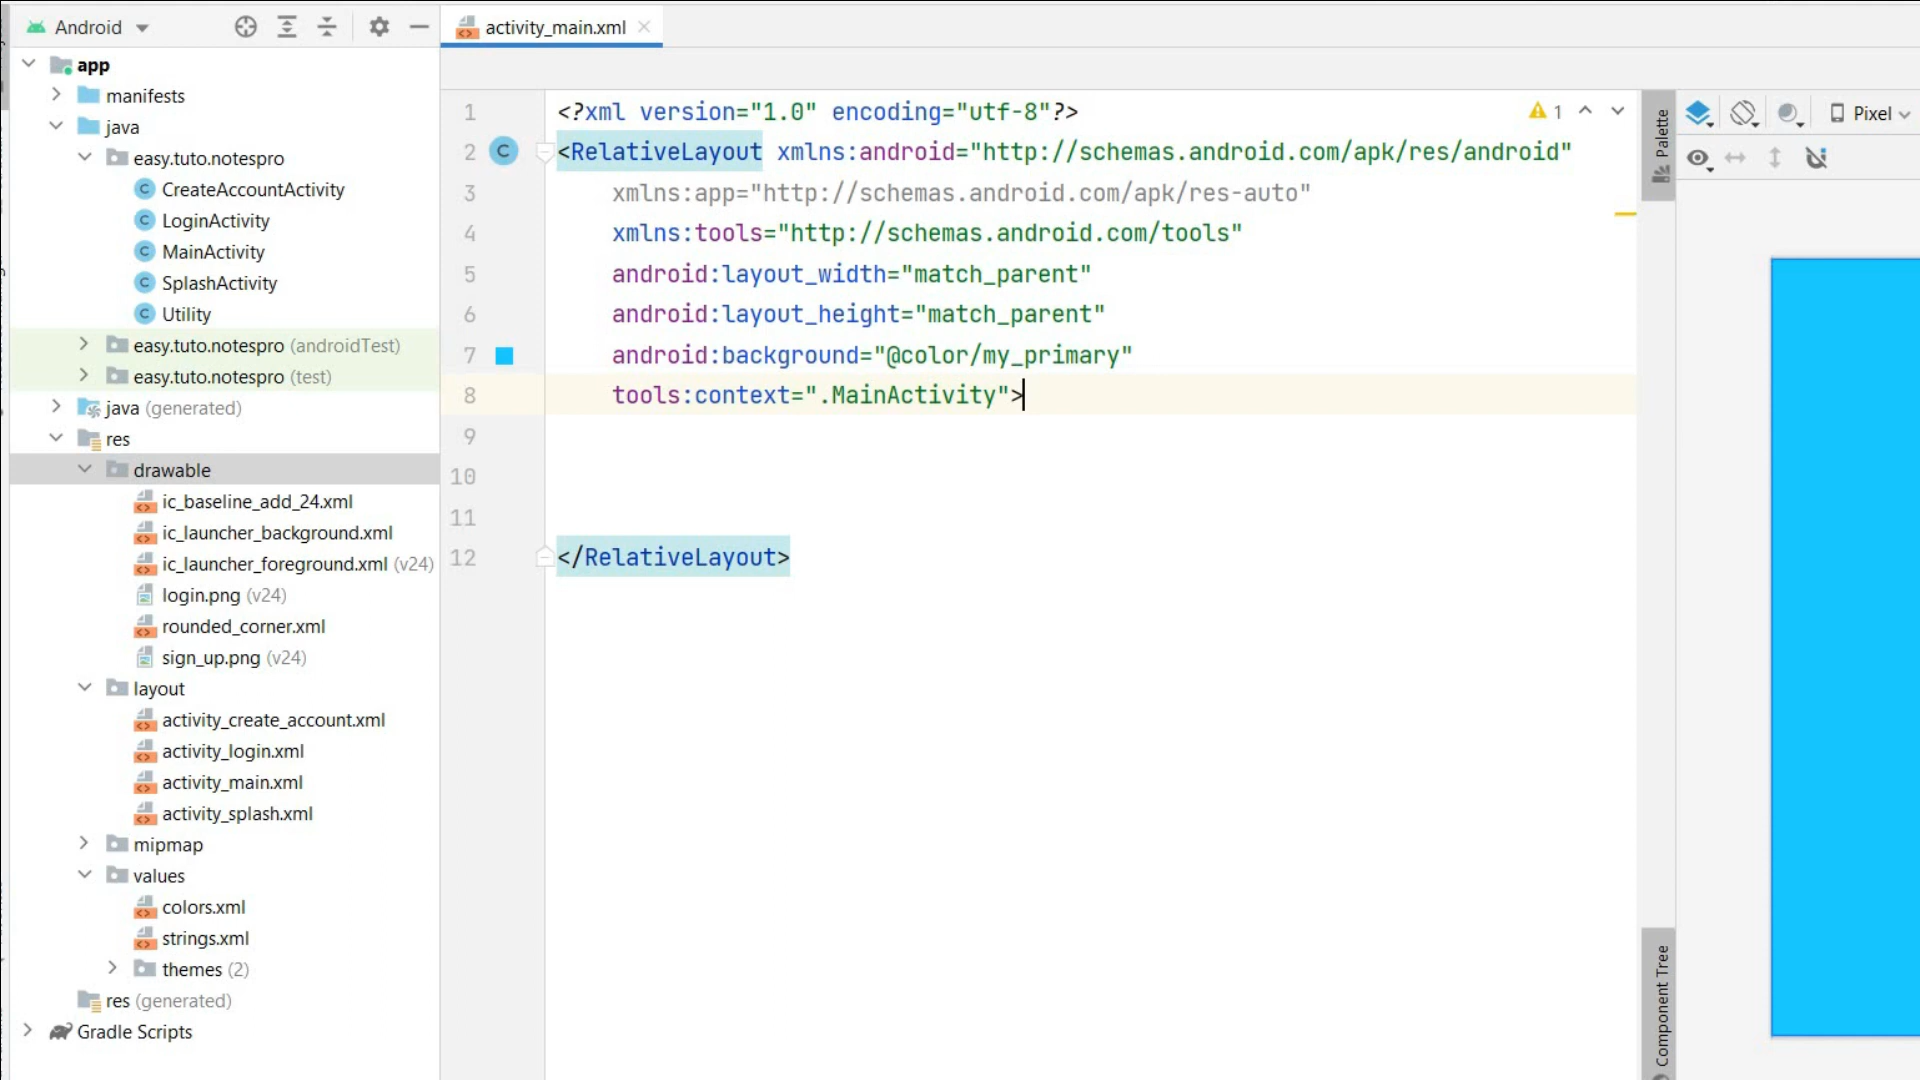 Android
app
manifests
java
easy.tuto.notespro
CreateAccountActivity
LoginActivity
MainActivity
SplashActivity
Utility
easy.tuto.notespro (androidTest)
easy.tuto.notespro (test)
java (generated)
res
drawable
ic_baseline_add_24.xml
ic_launcher_background.xml
ic_launcher_foreground.xml (v24)
login.png (v24)
rounded_corner.xml
sign_up.png (v24)
layout
activity_create_account.xml
activity_login.xml
activity_main.xml
activity_splash.xml
mipmap
values
colors.xml
strings.xml
themes (2)
res (generated)
Gradle Scripts
activity_main.xml
1 <?xml version="1.0" encoding="utf-8"?>
2 <RelativeLayout xmlns:android="http://schemas.android.com/apk/res/android"
3 xmlns:app="http://schemas.android.com/apk/res-auto"
4 xmlns:tools="http://schemas.android.com/tools"
5 android:layout_width="match_parent"
6 android:layout_height="match_parent"
7 android:background="@color/my_primary"
8 tools:context=".MainActivity">
9
10
11
12 </RelativeLayout>
1
Palette
Pixel
Component Tree